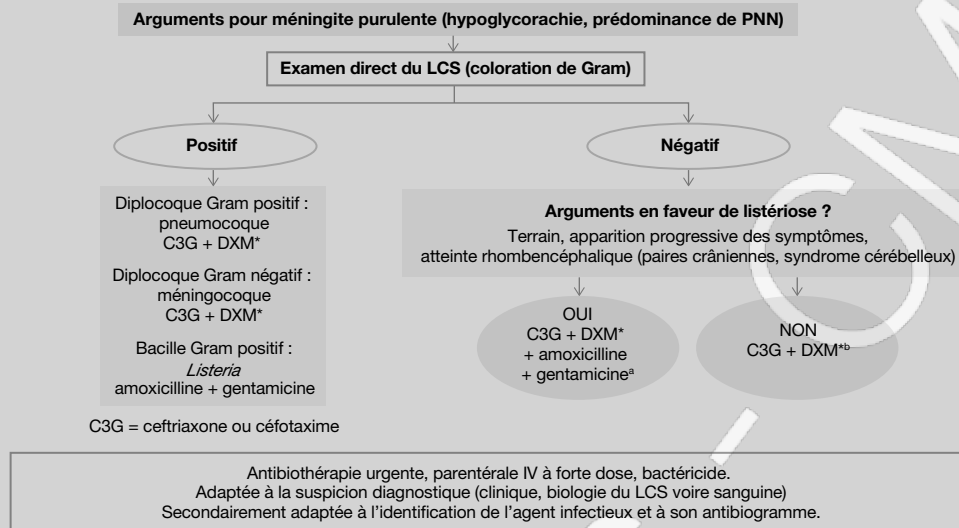 Arguments pour méningite purulente (hypoglycorachie, prédominance de PNN)
Examen direct du LCS (coloration de Gram)
Positif
Diplocoque Gram positif :
pneumocoque
C3G + DXM*
Diplocoque Gram négatif :
méningocoque
C3G + DXM*
Bacille Gram positif :
Listeria
amoxicilline + gentamicine
C3G = ceftriaxone ou céfotaxime
Négatif
Arguments en faveur de listériose ?
Terrain, apparition progressive des symptômes,
atteinte rhombencéphalique (paires crâniennes, syndrome cérébelleux)
OUI
C3G + DXM*
+ amoxicilline
+ gentamicineᵃ
NON
C3G + DXM*ᵇ
Antibiothérapie urgente, parentérale IV à forte dose, bactéricide.
Adaptée à la suspicion diagnostique (clinique, biologie du LCS voire sanguine)
Secondairement adaptée à l'identification de l'agent infectieux et à son antibiogramme.